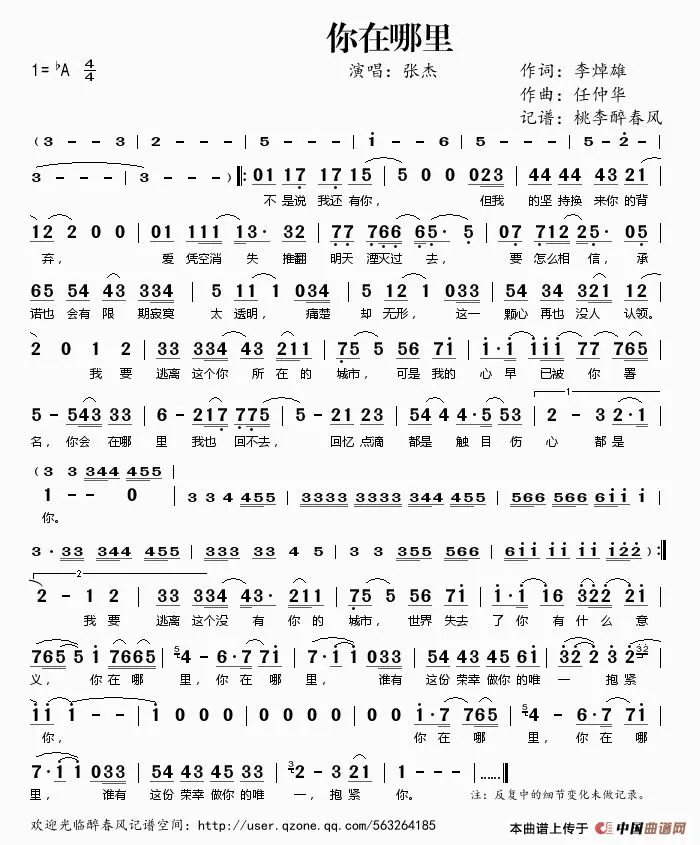 你在哪里
1=♭A 4/4 演唱：张杰 作词：李焯雄
作曲：任仲华
记谱：桃李醉春风
(3 - - 3 | 2 - - - | 5 - - 5 | i - - 6 | 5 - - -
3 - - - | 3 - - -) ‖: 01 17 17 15 | 5 0 0 023 | 44 44 43 21 |
不是说 我还有你， 但我 的坚持换 来你的背
12 2 0 0 | 01 111 13· 32 | 77 766 65· 5 | 07 712 25· 05 |
弃， 爱 凭空消 失 推翻 明天 湮灭过 去， 要 怎么相 信， 承
65 54 43 334 | 5 11 1 034 | 5 12 1 033 | 54 34 321 12 |
诺也 会有 限 期寂寞 太 透明， 痛楚 却 无形， 这一 颗心 再也 没人 认领。
2 0 1 2 | 33 334 43 211 | 75 5 56 7i | i·i iii 77 765 |
我 要 逃离 这个你 所在的 城市， 可是我的 心早 已被 你 署
5 - 543 33 | 6 - 217 775 | 5 - 21 23 | 54 4 4·5 53 | 2 - 3 2·1 |
名， 你会 在哪 里 我也 回不去， 回忆点滴 都是 触目伤 心 都是
(3 3 344 455 |
1 - - 0 | 3 3 4 455 | 3333 3333 4 5 | 3 3 344 455 | 566 566 6ii i |
你。
3·33 344 455 | 333 33 4 5 | 3 3 355 566 | 6ii ii ii i22) :‖
2 - 1 2 | 33 334 43· 211 | 75 5 56 7i | i·i i6 322 21 |
我 要 逃离 这个没 有 你的 城市， 世界失去 了你 有 什么 意
765 5 i 7665 | 4 - 6·7 7i | 7·i i 033 | 54 43 45 33 | 32 2 3 2 |
义， 你 在哪 里， 你 在 哪 里， 谁有 这份荣幸 做你的唯 一 抱紧
ii i - - | i 0 0 0 | 0 0 0 0 | i·7 765 | 4 - 6·7 7i |
你， 你 在 哪 里， 你 在 哪
7·i i 033 | 54 43 45 33 | 2 - 3 21 | 1 - - - |......‖
里， 谁有 这份荣幸 做你的唯 一， 抱紧 你。 注：反复中的细节变化未做记录。
欢迎光临醉春风记谱空间：http://user.qzone.qq.com/563264185 本曲谱上传于 中国曲谱网